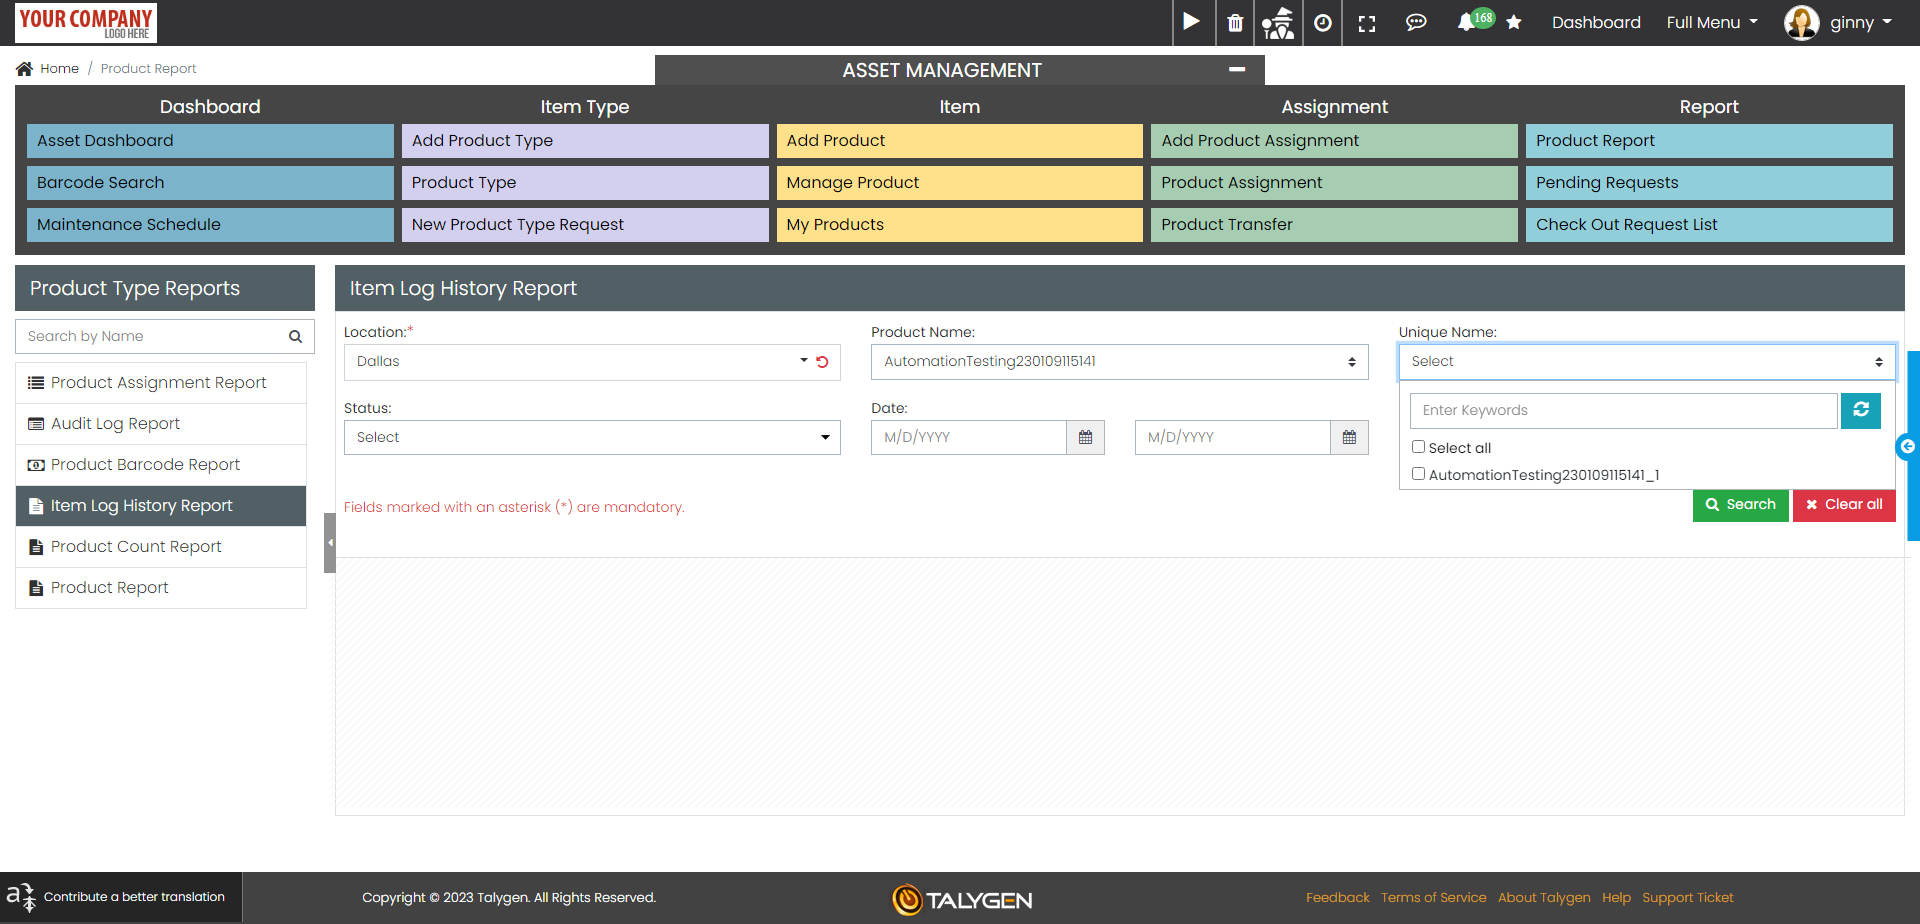 YOUR COMPANY
LOGO HERE
168
Dashboard
Full Menu
ginny
Home / Product Report
ASSET MANAGEMENT
Dashboard
Item Type
Item
Assignment
Report
Asset Dashboard
Add Product Type
Add Product
Add Product Assignment
Product Report
Barcode Search
Product Type
Manage Product
Product Assignment
Pending Requests
Maintenance Schedule
New Product Type Request
My Products
Product Transfer
Check Out Request List
Product Type Reports
Search by Name
Product Assignment Report
Audit Log Report
Product Barcode Report
Item Log History Report
Product Count Report
Product Report
Item Log History Report
Location:*
Product Name:
Unique Name:
Dallas
AutomationTesting230109115141
Select
Status:
Date:
Select
M/D/YYYY
M/D/YYYY
Enter Keywords
Select all
AutomationTesting230109115141_1
Fields marked with an asterisk (*) are mandatory.
Search
Clear all
Contribute a better translation
Copyright © 2023 Talygen. All Rights Reserved.
TALYGEN
Feedback
Terms of Service
About Talygen
Help
Support Ticket